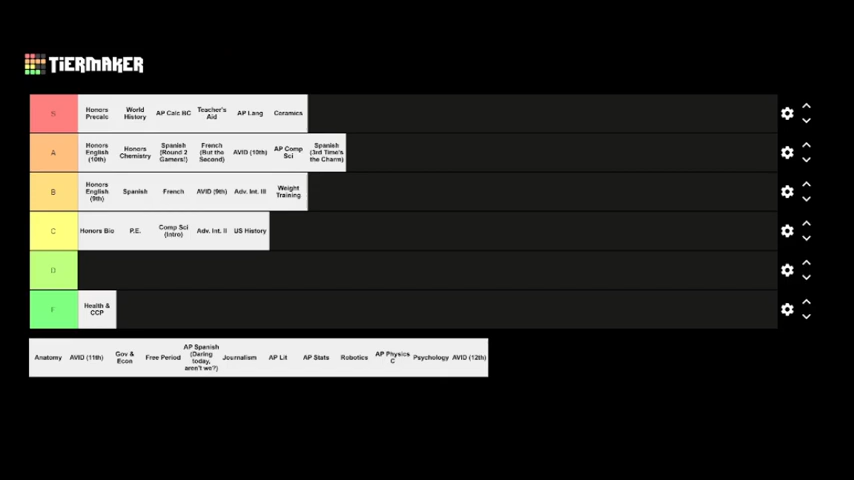 TIERMAKER
S
Honors
Precalc
World
History
AP Calc BC
Teacher's
Aid
AP Lang
Ceramics
A
Honors
English
(10th)
Honors
Chemistry
Spanish
(Round 2
Gamers!)
French
(But the
Second)
AVID (10th)
AP Comp
Sci
Spanish
(3rd Time's
the Charm)
B
Honors
English
(9th)
Spanish
French
AVID (9th)
Adv. Int. III
Weight
Training
C
Honors Bio
P.E.
Comp Sci
(Intro)
Adv. Int. II
US History
D
F
Health &
CCP
Anatomy
AVID (11th)
Gov &
Econ
Free Period
AP Spanish
(Daring
today,
aren't we?)
Journalism
AP Lit
AP Stats
Robotics
AP Physics
C
Psychology
AVID (12th)